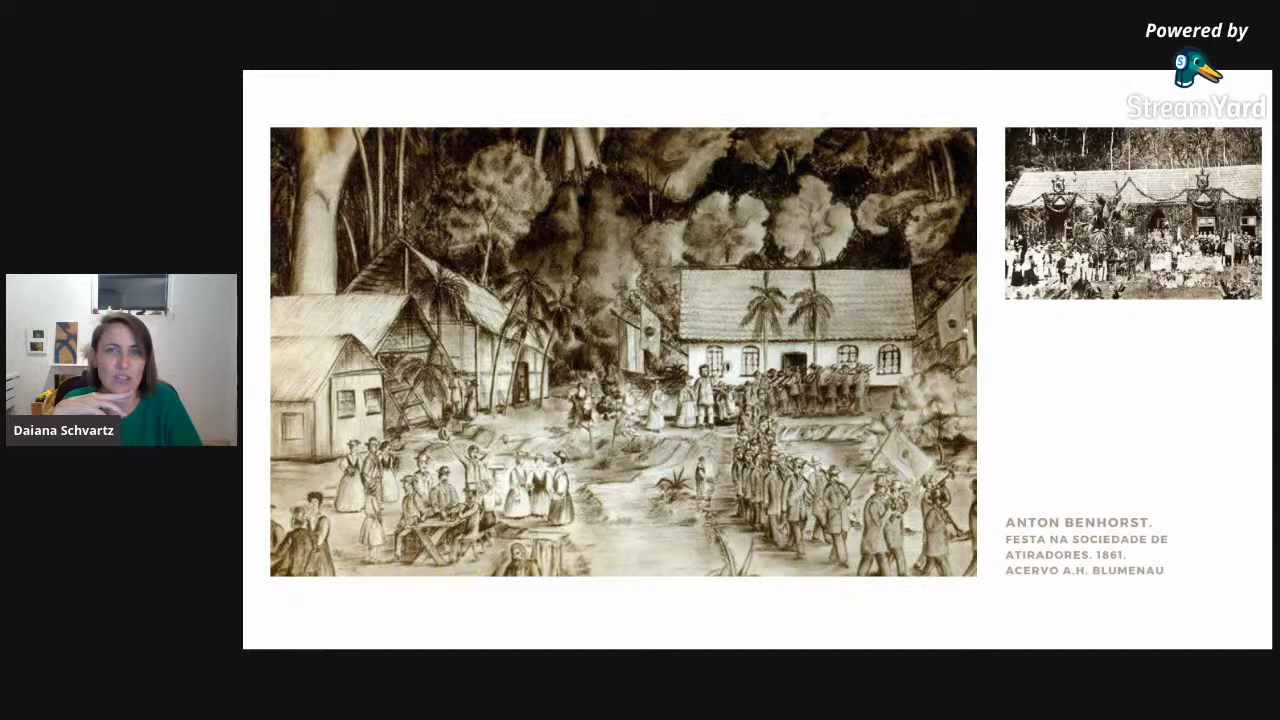 Powered by
StreamYard
Daiana Schvartz
ANTON BENHORST.
FESTA NA SOCIEDADE DE
ATIRADORES. 1861.
ACERVO A.H. BLUMENAU